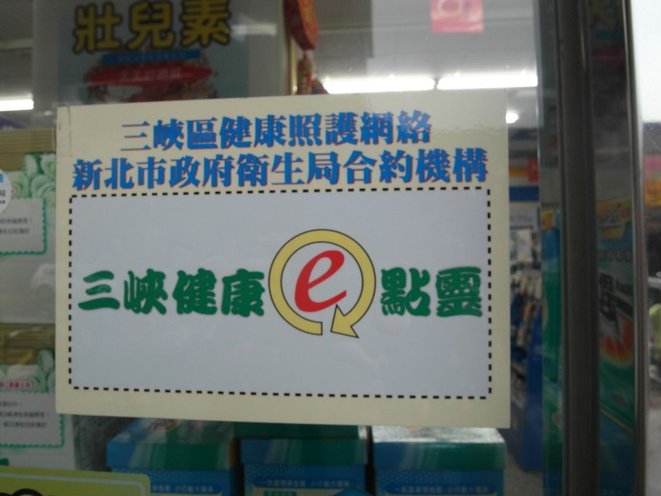 壯兒素
三峽區健康照護網絡
新北市政府衛生局合約機構
三峽健康e點靈